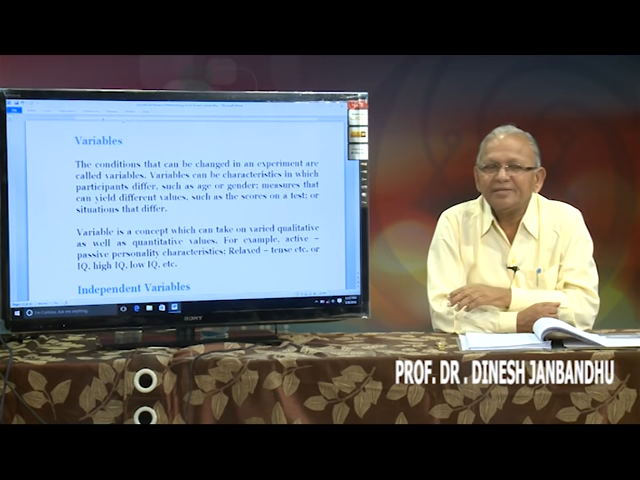 Variables
The conditions that can be changed in an experiment are
called variables. Variables can be characteristics in which
participants differ, such as age or gender; measures that
can yield different values, such as the scores on a test; or
situations that differ.
Variable is a concept which can take on varied qualitative
as well as quantitative values. For example, active –
passive personality characteristics; Relaxed – tense etc. or
IQ, high IQ, low IQ, etc.
Independent Variables
I'm Cortana. Ask me anything.
SONY
PROF. DR . DINESH JANBANDHU